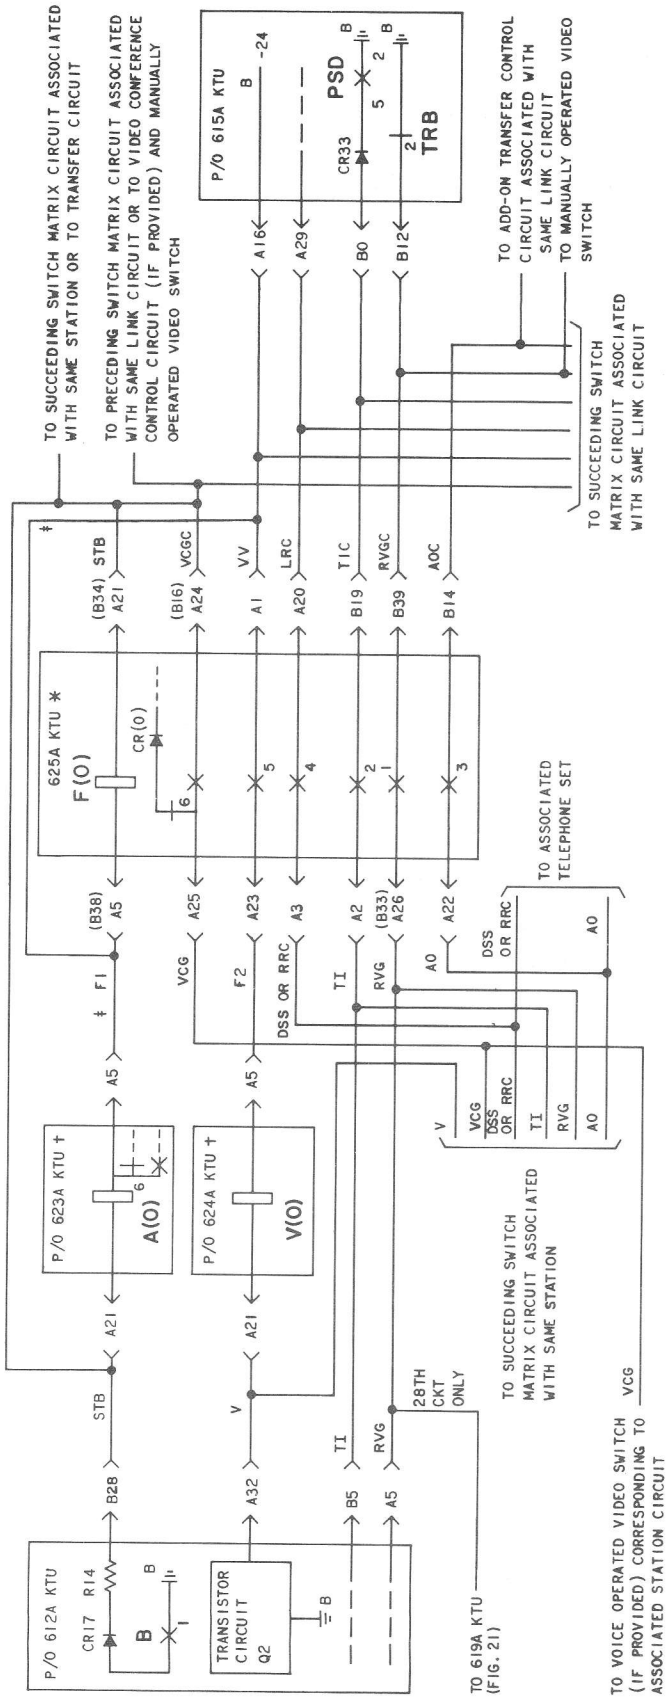 P/O 612A KTU
CR17
R14
B
B
1
TRANSISTOR
CIRCUIT
Q2
B
B28
A32
B5
A5
STB
V
TI
RVG
28TH
CKT
ONLY
TO 619A KTU
(FIG. 21)
A21
A21
P/O 623A KTU †
A(0)
6
P/O 624A KTU †
V(0)
A5
A5
‡ F1
VCG
F2
DSS OR RRC
TI
RVG
AO
(B38)
A5
A25
A23
A3
A2
(B33)
A26
A22
625A KTU *
F(0)
CR(0)
6
5
4
2
1
3
(B34)
A21
(B16)
A24
A1
A20
B19
B39
B14
STB
VCGC
VV
LRC
TIC
RVGC
AOC
‡
TO SUCCEEDING SWITCH MATRIX CIRCUIT ASSOCIATED
WITH SAME STATION OR TO TRANSFER CIRCUIT
TO PRECEDING SWITCH MATRIX CIRCUIT ASSOCIATED
WITH SAME LINK CIRCUIT OR TO VIDEO CONFERENCE
CONTROL CIRCUIT (IF PROVIDED) AND MANUALLY
OPERATED VIDEO SWITCH
A16
A29
B0
B12
P/O 615A KTU
B
-24
CR33
PSD
5
2
B
TRB
2
B
TO ADD-ON TRANSFER CONTROL
CIRCUIT ASSOCIATED WITH
SAME LINK CIRCUIT
TO MANUALLY OPERATED VIDEO
SWITCH
TO SUCCEEDING SWITCH
MATRIX CIRCUIT ASSOCIATED
WITH SAME LINK CIRCUIT
TO ASSOCIATED
TELEPHONE SET
DSS
OR RRC
AO
V
VCG
DSS
OR RRC
TI
RVG
AO
TO SUCCEEDING SWITCH
MATRIX CIRCUIT ASSOCIATED
WITH SAME STATION
VCG
TO VOICE OPERATED VIDEO SWITCH
(IF PROVIDED) CORRESPONDING TO
ASSOCIATED STATION CIRCUIT